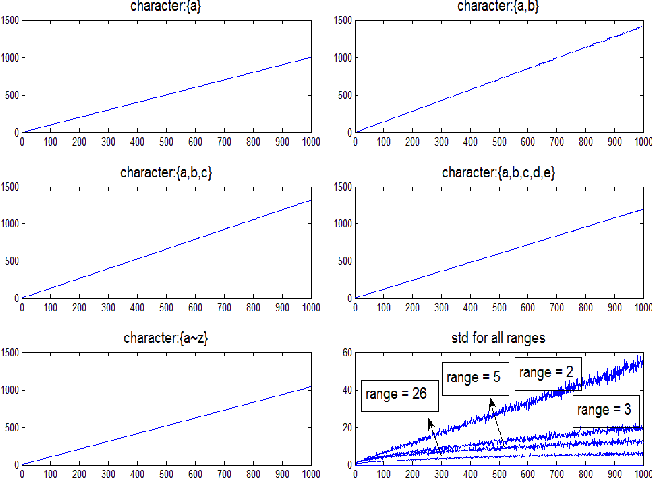 character:{a}
1500
1000
500
0
0 100 200 300 400 500 600 700 800 900 1000
character:{a,b}
1500
1000
500
0
0 100 200 300 400 500 600 700 800 900 1000
character:{a,b,c}
1500
1000
500
0
0 100 200 300 400 500 600 700 800 900 1000
character:{a,b,c,d,e}
1500
1000
500
0
0 100 200 300 400 500 600 700 800 900 1000
character:{a~z}
1500
1000
500
0
0 100 200 300 400 500 600 700 800 900 1000
std for all ranges
60
40
20
0
range = 26
range = 5
range = 2
range = 3
0 100 200 300 400 500 600 700 800 900 1000